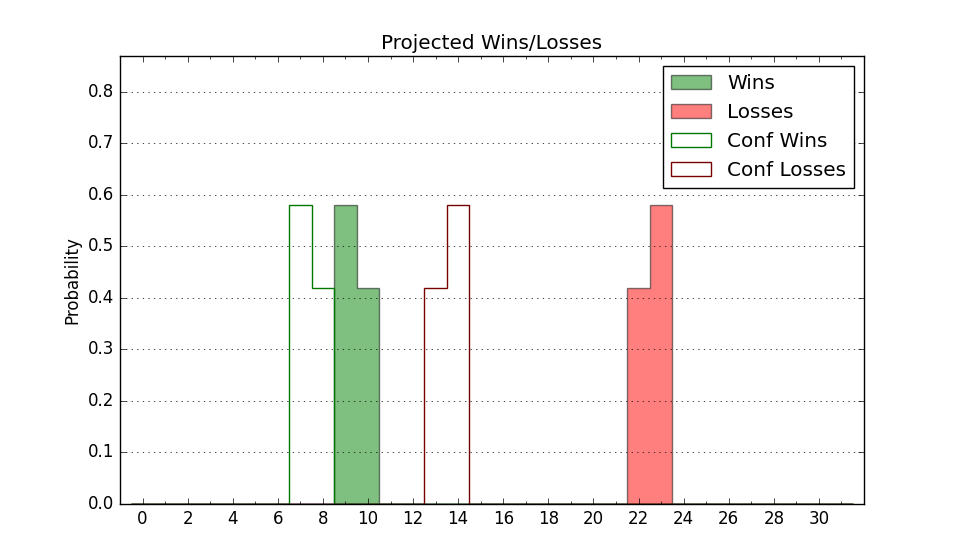 Projected Wins/Losses
Wins
Losses
Conf Wins
Conf Losses
Probability
0.8
0.7
0.6
0.5
0.4
0.3
0.2
0.1
0.0
0 2 4 6 8 10 12 14 16 18 20 22 24 26 28 30